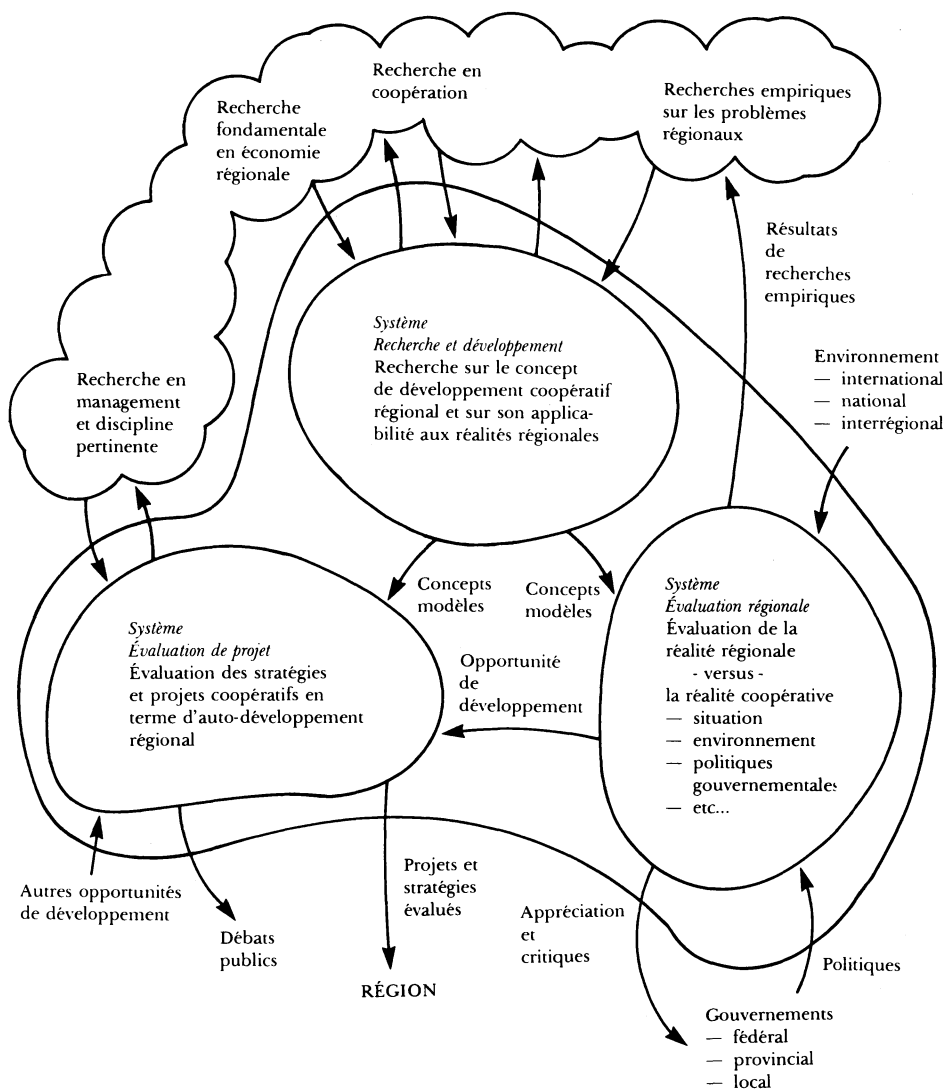 Recherche en
coopération
Recherche
fondamentale
en économie
régionale
Recherches empiriques
sur les problèmes
régionaux
Résultats
de
recherches
empiriques
Système
Recherche et développement
Recherche sur le concept
de développement coopératif
régional et sur son applica-
bilité aux réalités régionales
Environnement
— international
— national
— interrégional
Recherche en
management
et discipline
pertinente
Concepts
modèles
Concepts
modèles
Système
Évaluation régionale
Évaluation de la
réalité régionale
- versus -
la réalité coopérative
— situation
— environnement
— politiques
gouvernementales
— etc...
Système
Évaluation de projet
Évaluation des stratégies
et projets coopératifs en
terme d'auto-développement
régional
Opportunité
de
développement
Autres opportunités
de développement
Débats
publics
Projets et
stratégies
évalués
RÉGION
Appréciation
et
critiques
Politiques
Gouvernements
— fédéral
— provincial
— local